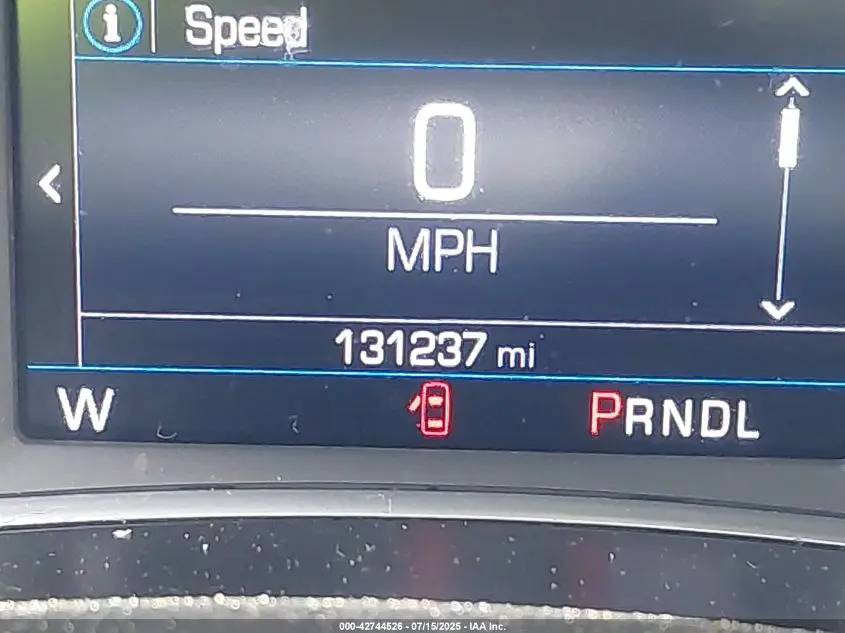 i Speed
0
MPH
131237 mi
W PRNDL
000-42744526 - 07/15/2025 - IAA Inc.